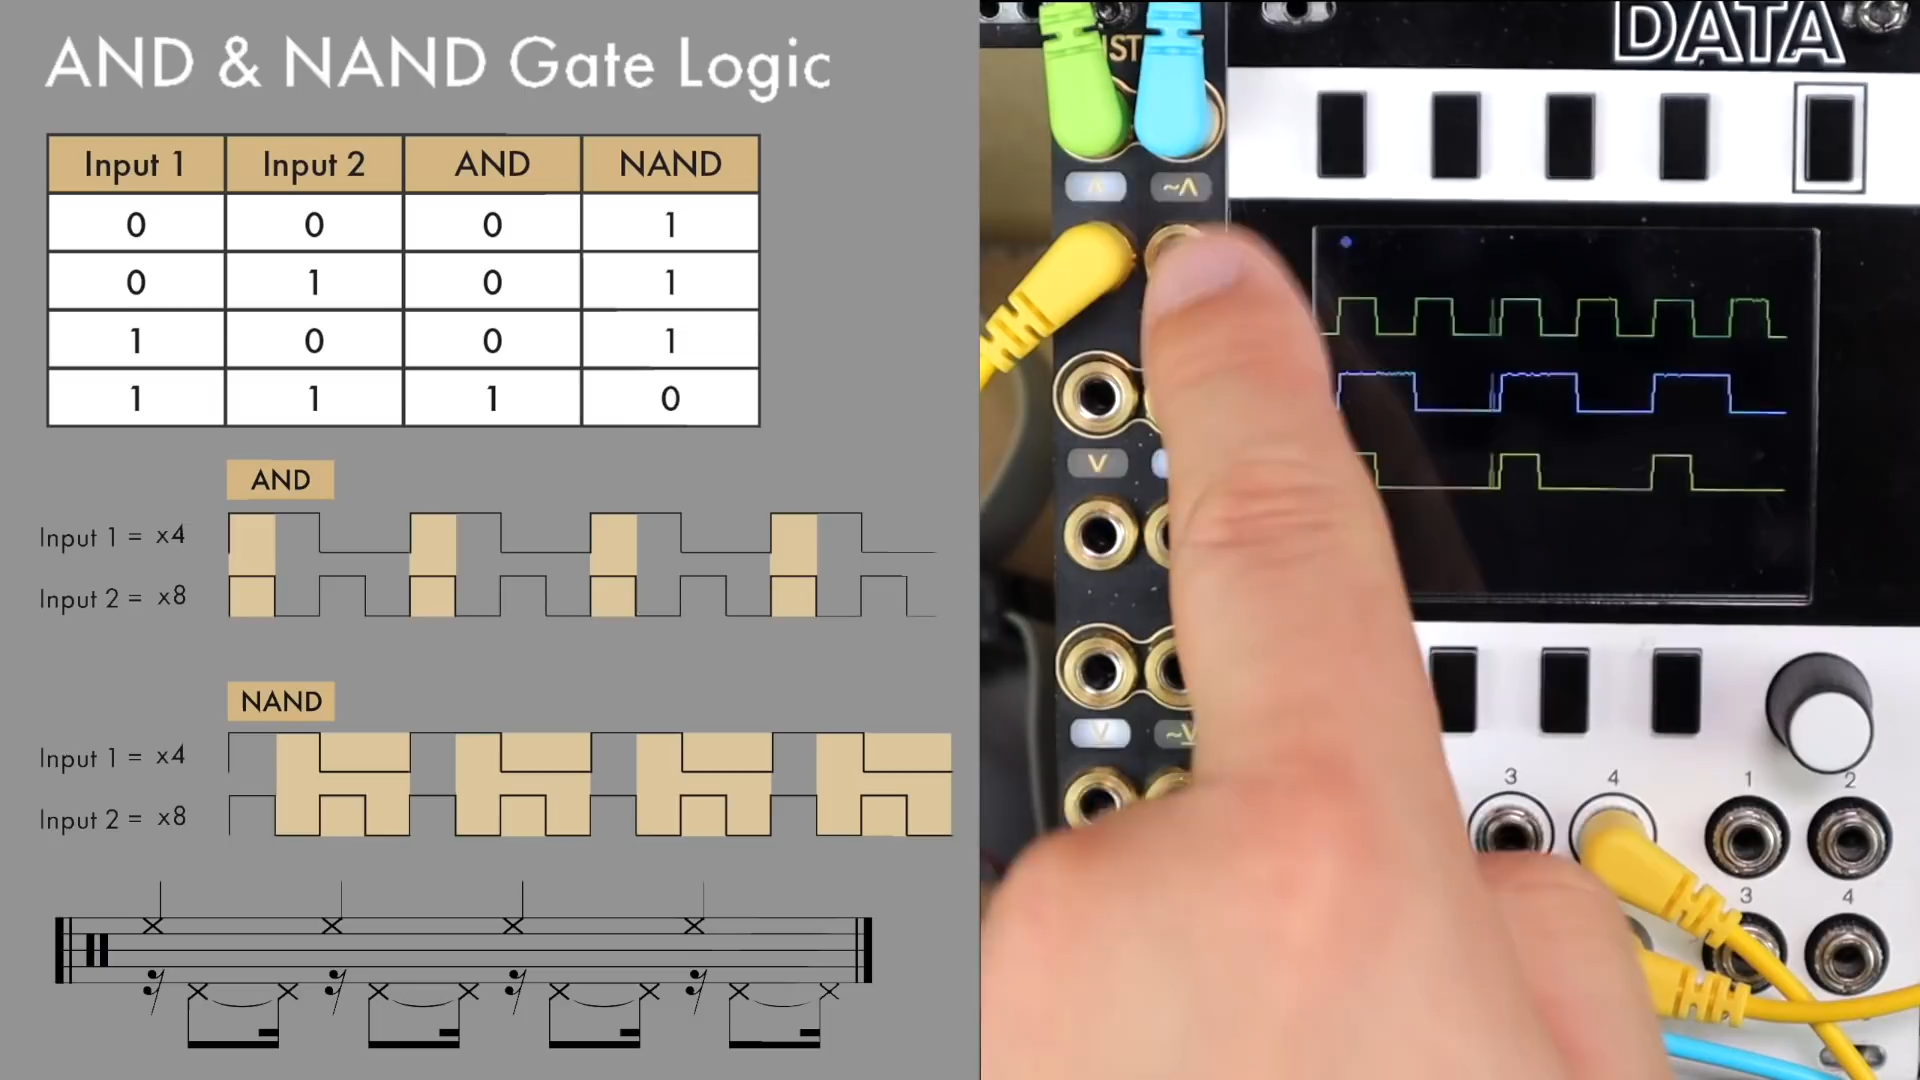 AND & NAND Gate Logic
Input 1 Input 2 AND NAND
0 0 0 1
0 1 0 1
1 0 0 1
1 1 1 0
AND
Input 1 = x4
Input 2 = x8
NAND
Input 1 = x4
Input 2 = x8
IST
DATA
Λ ~Λ
V
V ~V
3 4 1 2
3 4